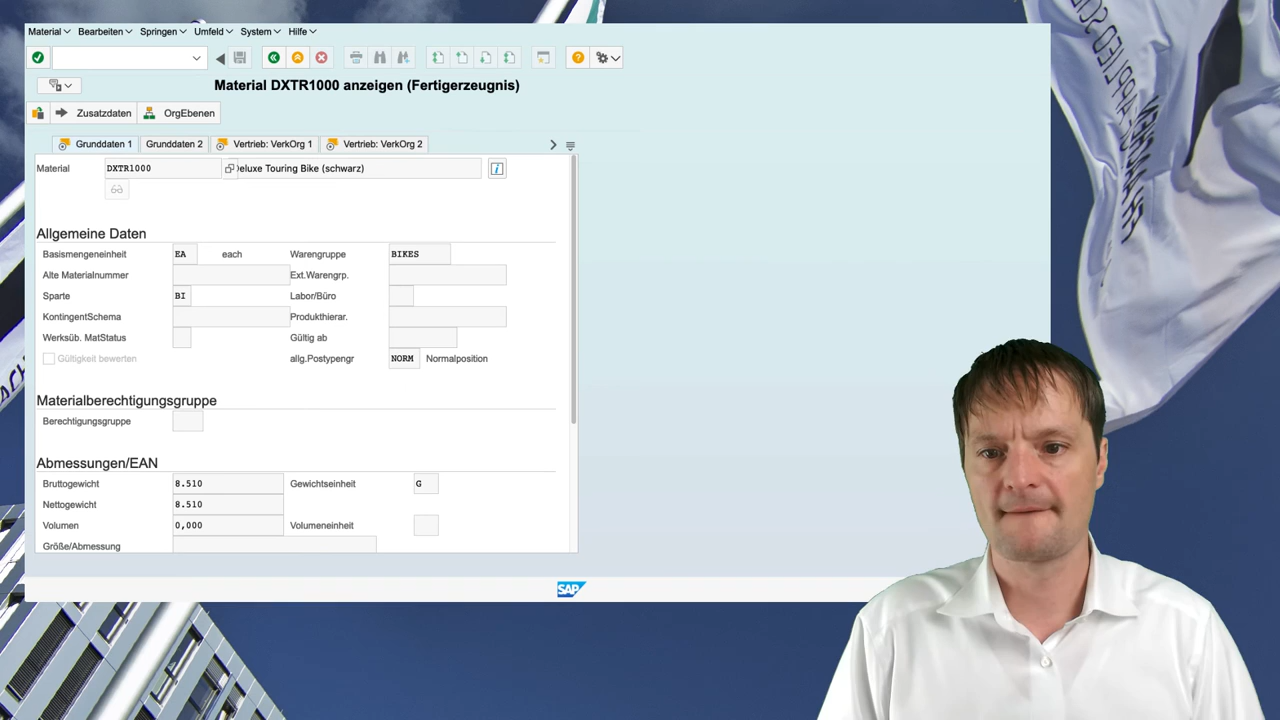 Material Bearbeiten Springen Umfeld System Hilfe
Material DXTR1000 anzeigen (Fertigerzeugnis)
Zusatzdaten OrgEbenen
Grunddaten 1 Grunddaten 2 Vertrieb: VerkOrg 1 Vertrieb: VerkOrg 2
Material DXTR1000 eluxe Touring Bike (schwarz)
Allgemeine Daten
Basismengeneinheit EA each Warengruppe BIKES
Alte Materialnummer Ext.Warengrp.
Sparte BI Labor/Büro
KontingentSchema Produkthierar.
Werksüb. MatStatus Gültig ab
Gültigkeit bewerten allg.Postypengr NORM Normalposition
Materialberechtigungsgruppe
Berechtigungsgruppe
Abmessungen/EAN
Bruttogewicht 8.510 Gewichtseinheit G
Nettogewicht 8.510
Volumen 0,000 Volumeneinheit
Größe/Abmessung
SAP